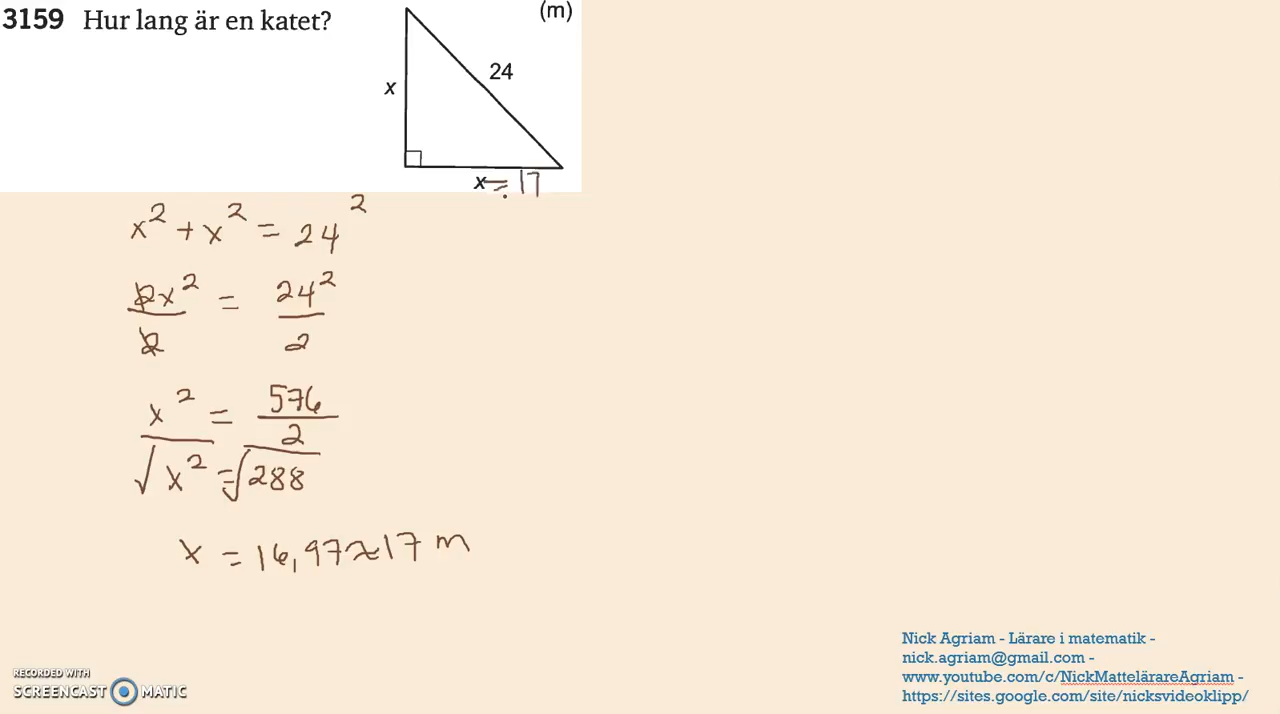 3159 Hur lang är en katet?
(m)
24
x
x = 17
x² + x² = 24²
2x² / 2 = 24² / 2
x² = 576 / 2
√x² = √288
x = 16,97 ≈ 17 m
Nick Agriam - Lärare i matematik -
nick.agriam@gmail.com -
www.youtube.com/c/NickMattelärareAgriam -
https://sites.google.com/site/nicksvideoklipp/
RECORDED WITH
SCREENCAST MATIC